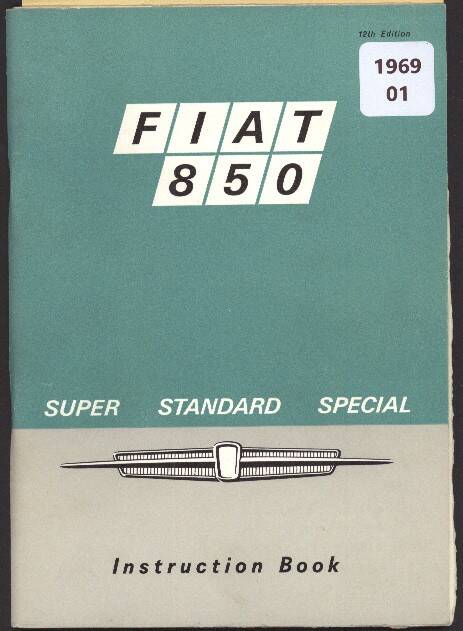 12th Edition
1969
01
FIAT
850
SUPER STANDARD SPECIAL
Instruction Book